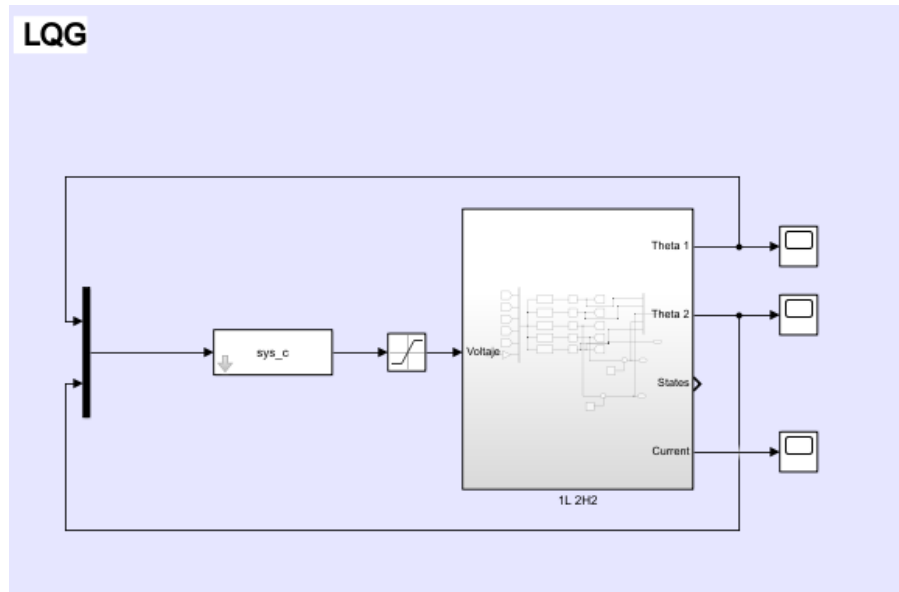 LQG
Theta 1
Theta 2
sys_c
Voltaje
States
Current
1L 2H2